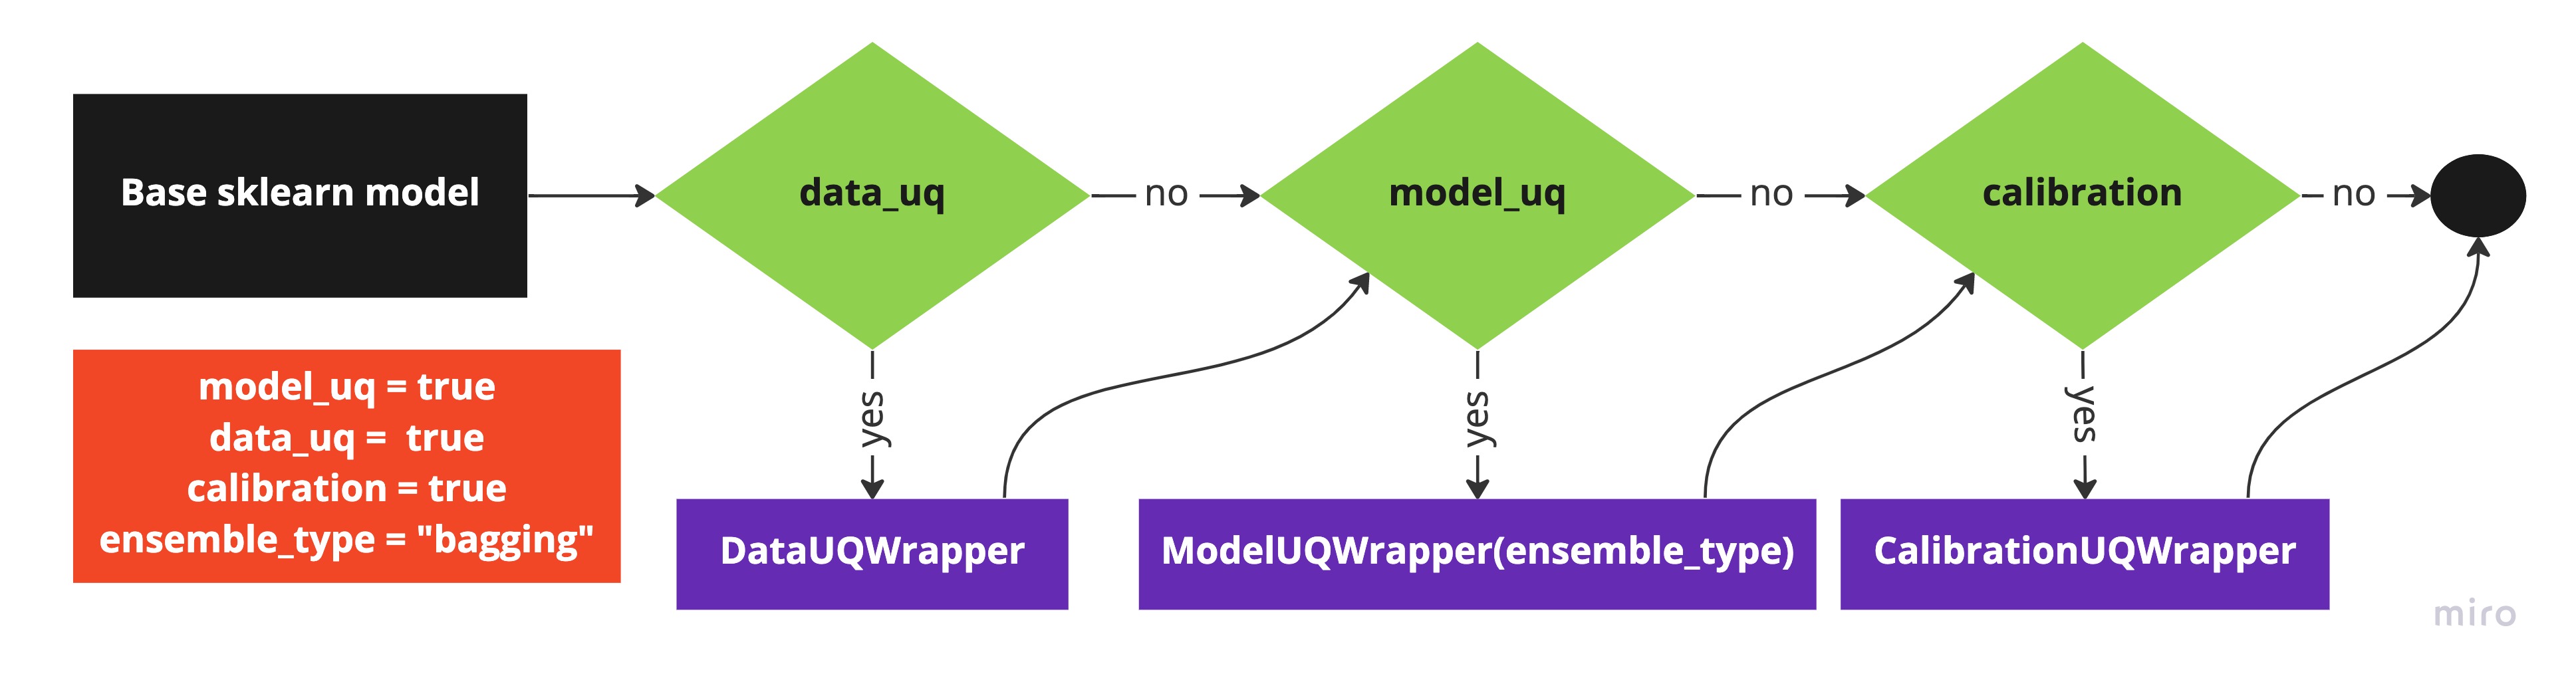 Base sklearn model
data_uq
no
model_uq
no
calibration
no
model_uq = true
data_uq =  true
calibration = true
ensemble_type = "bagging"
yes
yes
yes
DataUQWrapper
ModelUQWrapper(ensemble_type)
CalibrationUQWrapper
miro